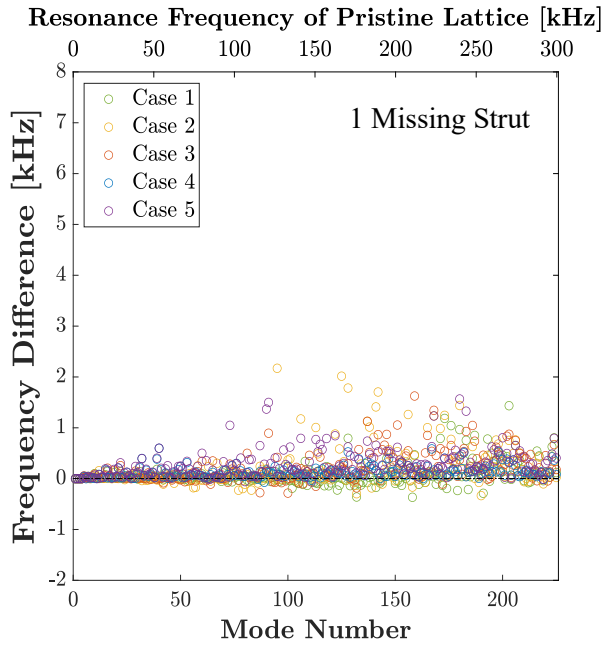 Resonance Frequency of Pristine Lattice [kHz]
0 50 100 150 200 250 300
8
7
6
5
4
3
2
1
0
-1
-2
Frequency Difference [kHz]
Case 1
Case 2
Case 3
Case 4
Case 5
1 Missing Strut
0 50 100 150 200
Mode Number